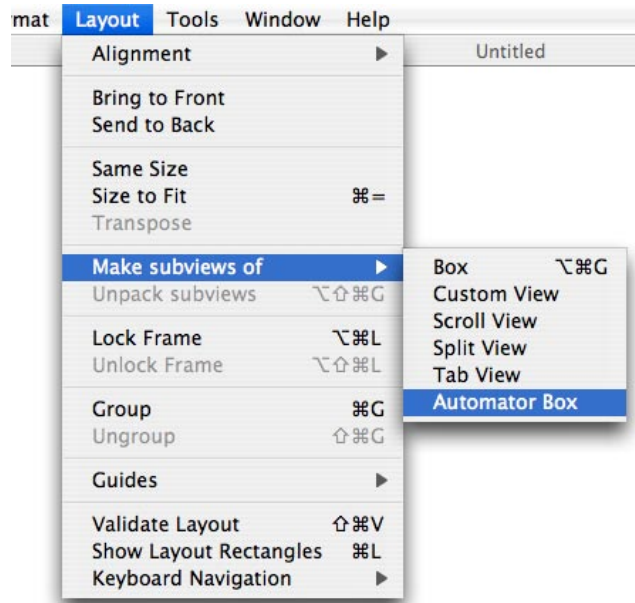 mat Layout Tools Window Help
Untitled
Alignment ▶
Bring to Front
Send to Back
Same Size
Size to Fit ⌘=
Transpose
Make subviews of ▶
Unpack subviews ⌥⇧⌘G
Lock Frame ⌥⌘L
Unlock Frame ⌥⇧⌘L
Group ⌘G
Ungroup ⇧⌘G
Guides ▶
Validate Layout ⇧⌘V
Show Layout Rectangles ⌘L
Keyboard Navigation ▶
Box ⌥⌘G
Custom View
Scroll View
Split View
Tab View
Automator Box